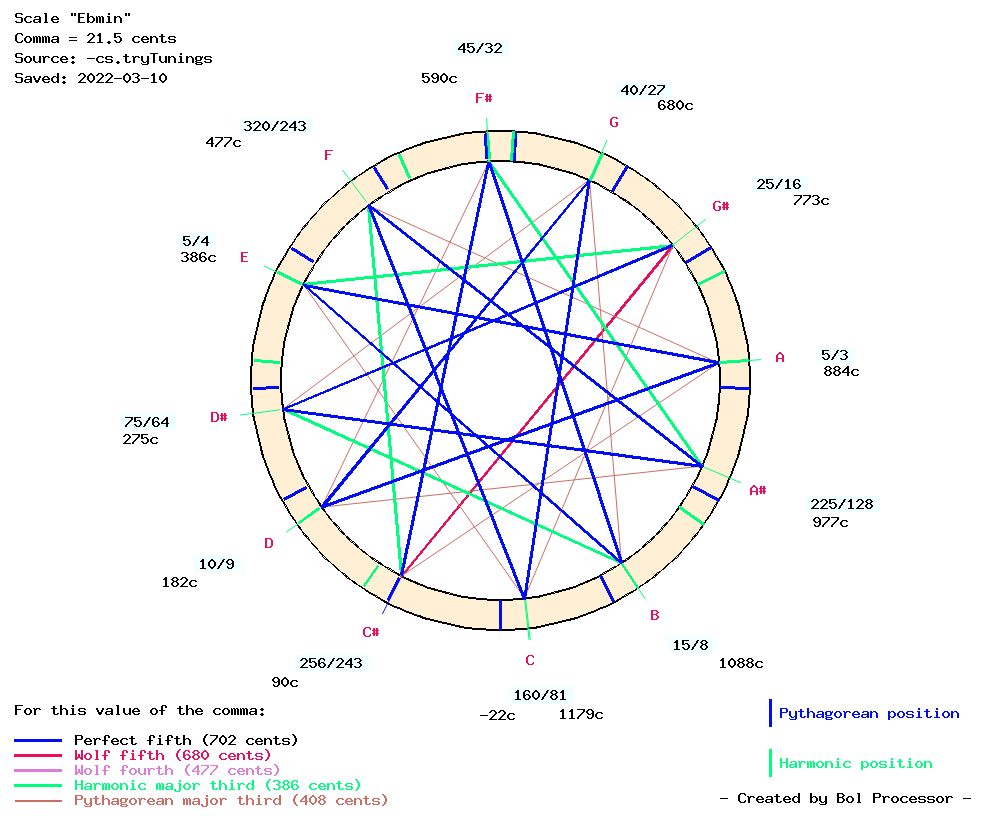 Scale "Ebmin"
Comma = 21.5 cents
Source: -cs.tryTunings
Saved: 2022-03-10
45/32
590c
F#
40/27
680c
G
320/243
477c
F
25/16
773c
G#
5/4
386c
E
5/3
884c
A
75/64
275c
D#
225/128
977c
A#
10/9
182c
D
15/8
1088c
B
256/243
90c
C#
C
160/81
-22c 1179c
For this value of the comma:
Perfect fifth (702 cents)
Wolf fifth (680 cents)
Wolf fourth (477 cents)
Harmonic major third (386 cents)
Pythagorean major third (408 cents)
Pythagorean position
Harmonic position
- Created by Bol Processor -